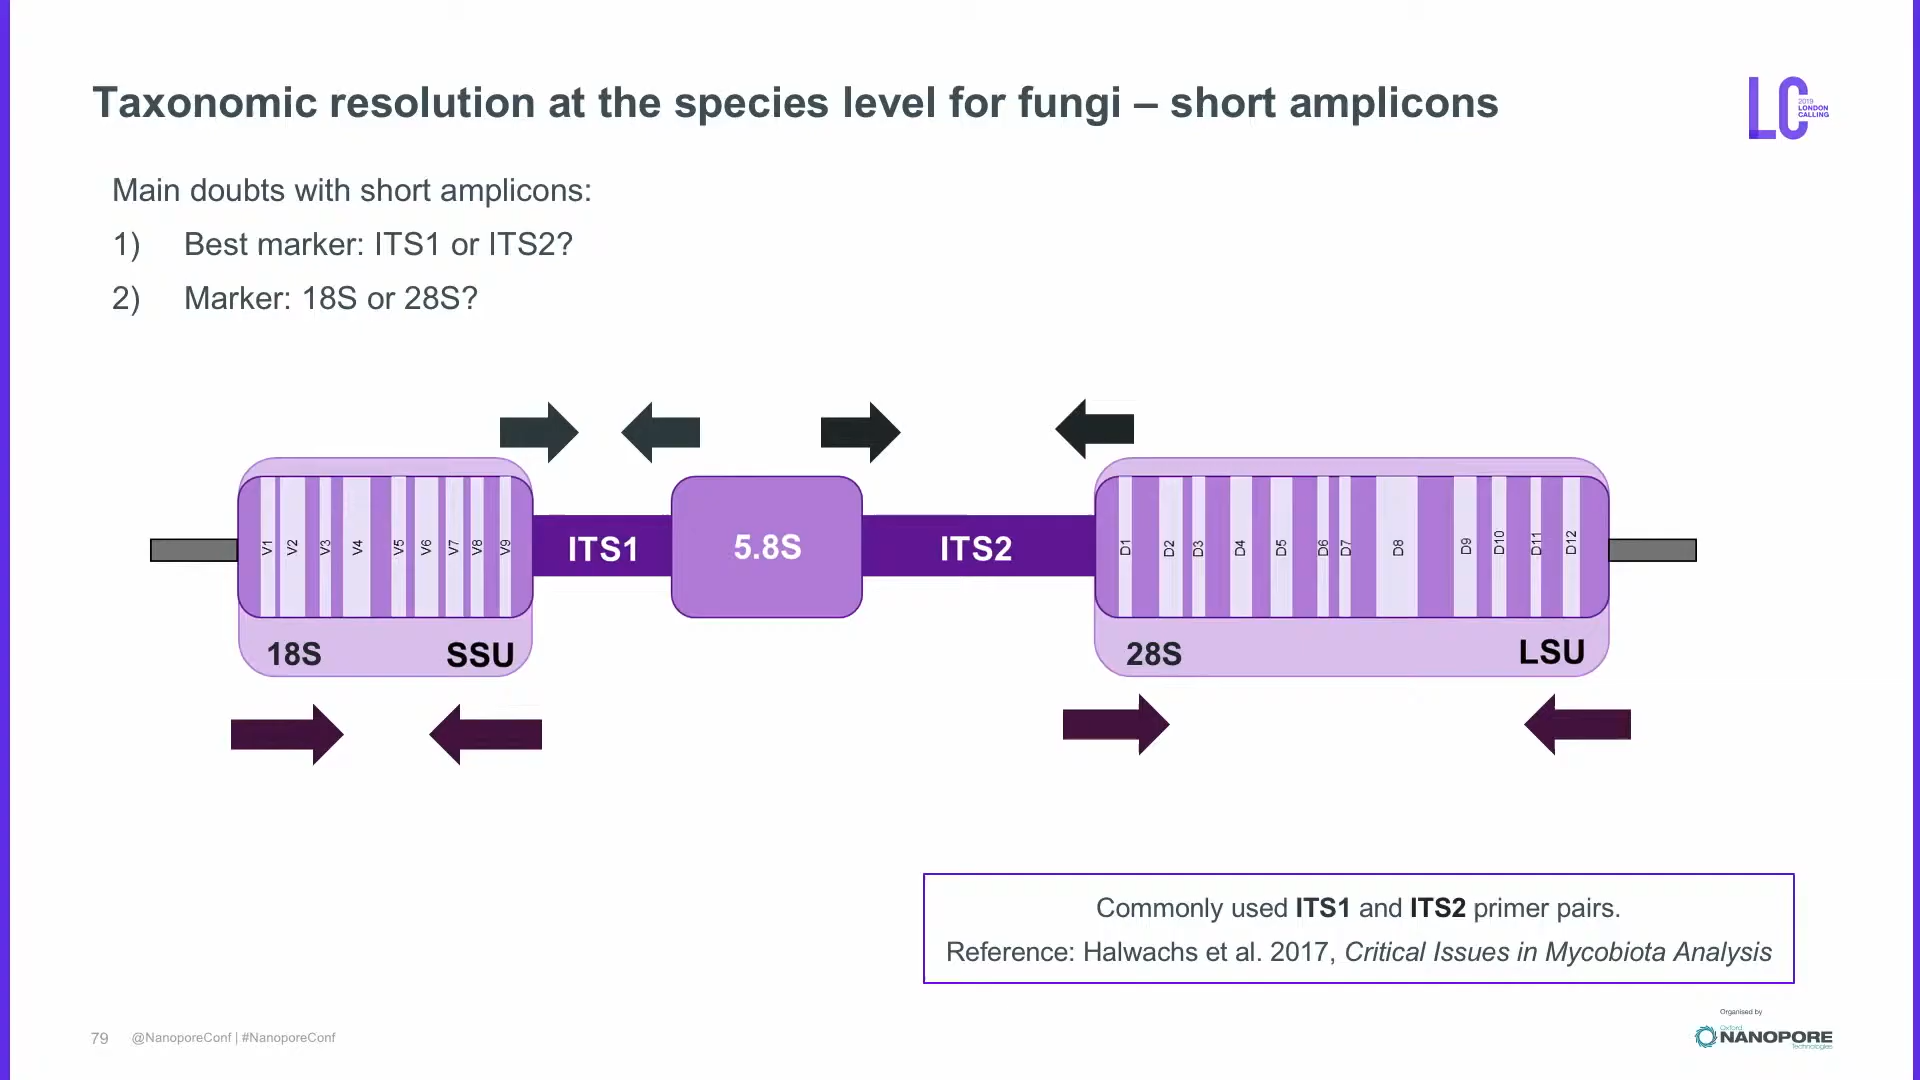 Taxonomic resolution at the species level for fungi – short amplicons
LC
2019
LONDON
CALLING
Main doubts with short amplicons:
1) Best marker: ITS1 or ITS2?
2) Marker: 18S or 28S?
V1 V2 V3 V4 V5 V6 V7 V8 V9
ITS1
5.8S
ITS2
D1 D2 D3 D4 D5 D6 D7 D8 D9 D10 D11 D12
18S SSU
28S LSU
Commonly used ITS1 and ITS2 primer pairs.
Reference: Halwachs et al. 2017, Critical Issues in Mycobiota Analysis
79 @NanoporeConf | #NanoporeConf
Organised by
Oxford
NANOPORE
Technologies